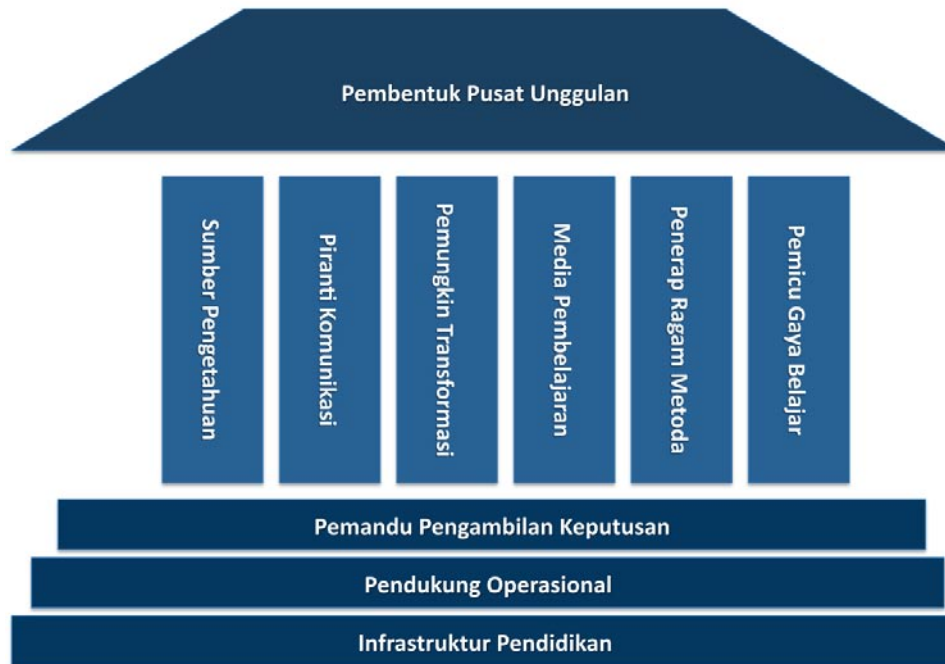 Pembentuk Pusat Unggulan
Sumber Pengetahuan
Piranti Komunikasi
Pemungkin Transformasi
Media Pembelajaran
Penerap Ragam Metoda
Pemicu Gaya Belajar
Pemandu Pengambilan Keputusan
Pendukung Operasional
Infrastruktur Pendidikan